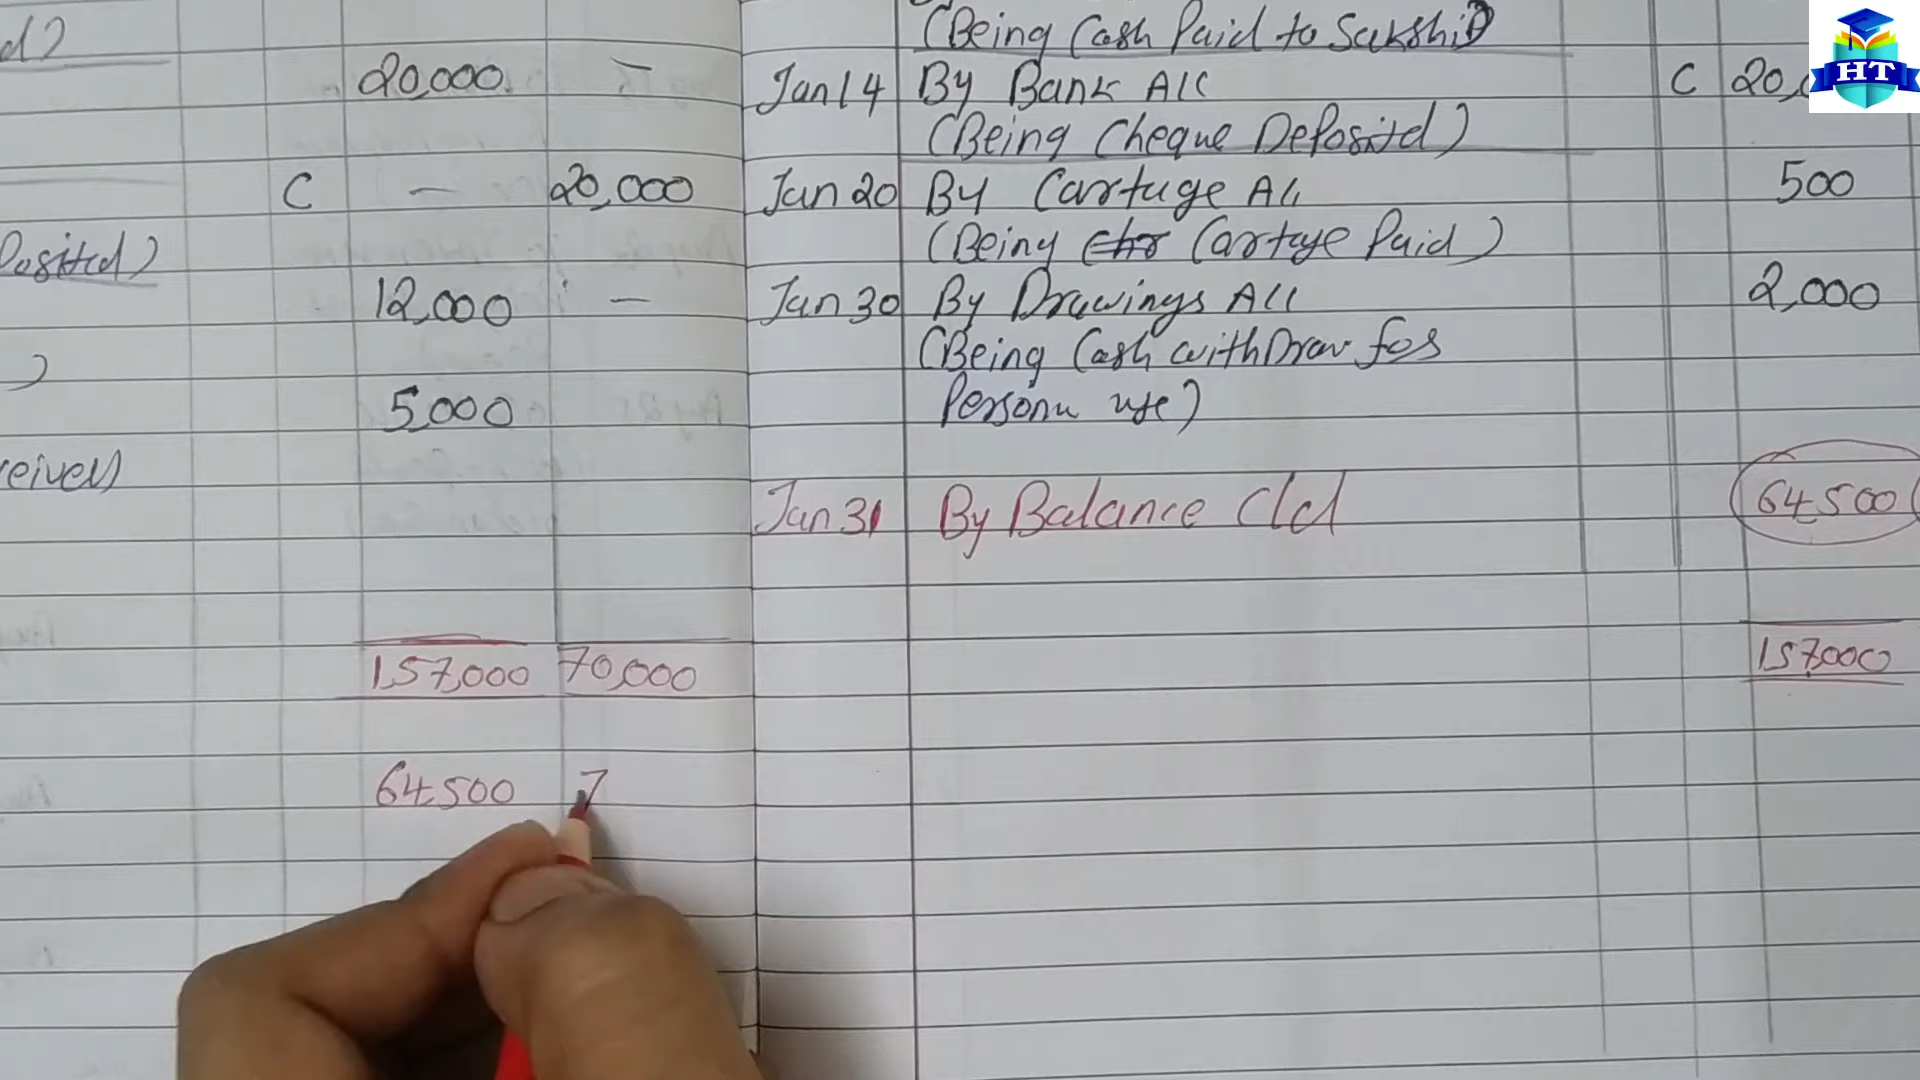 (Being Cash Paid to Sakshi)
20,000 – Jan 14 By Bank A/c C
(Being Cheque Deposited)
C – 20,000 Jan 20 By Cartage A/c 500
(Being Cartage Paid)
12,000 – Jan 30 By Drawings A/c 2,000
(Being Cash withDraw for
5,000 Person use)
Jan 31 By Balance C/d 64,500
1,57,000 70,000 1,57,000
64,500 7
HT